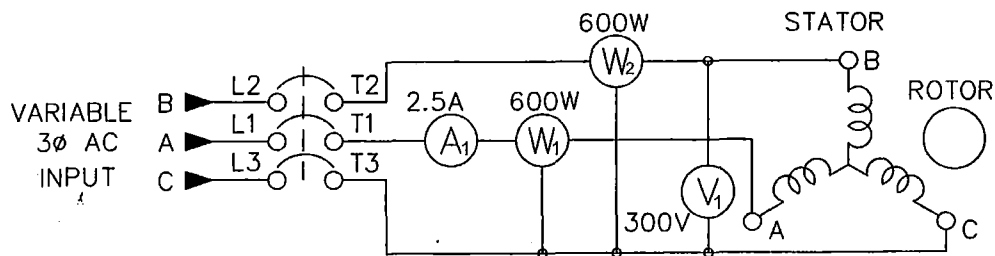 600W
STATOR
W2
B
ROTOR
VARIABLE
3ø AC
INPUT
B
L2
T2
2.5A
600W
A
L1
T1
A1
W1
C
L3
T3
300V
V1
A
C